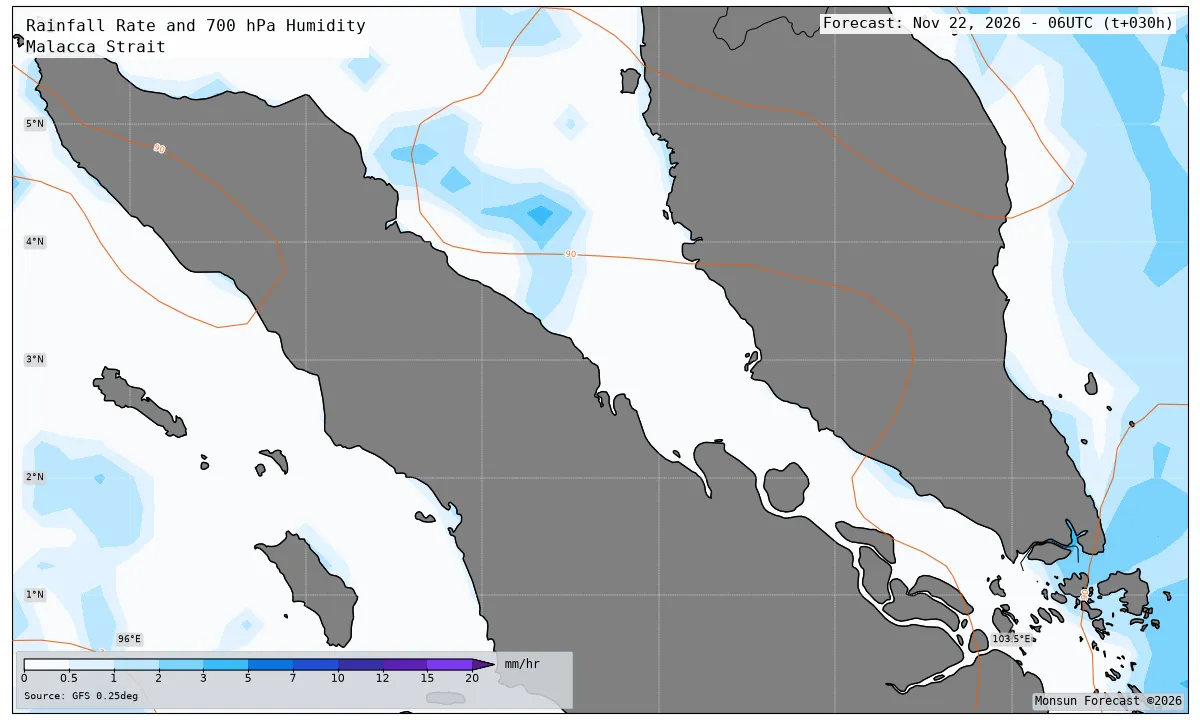 Rainfall Rate and 700 hPa Humidity
Malacca Strait
Forecast: Nov 22, 2026 - 06UTC (t+030h)
5°N
90
4°N
90
3°N
2°N
1°N
90
96°E
103.5°E
mm/hr
0 0.5 1 2 3 5 7 10 12 15 20
Source: GFS 0.25deg
Monsun Forecast ©2026